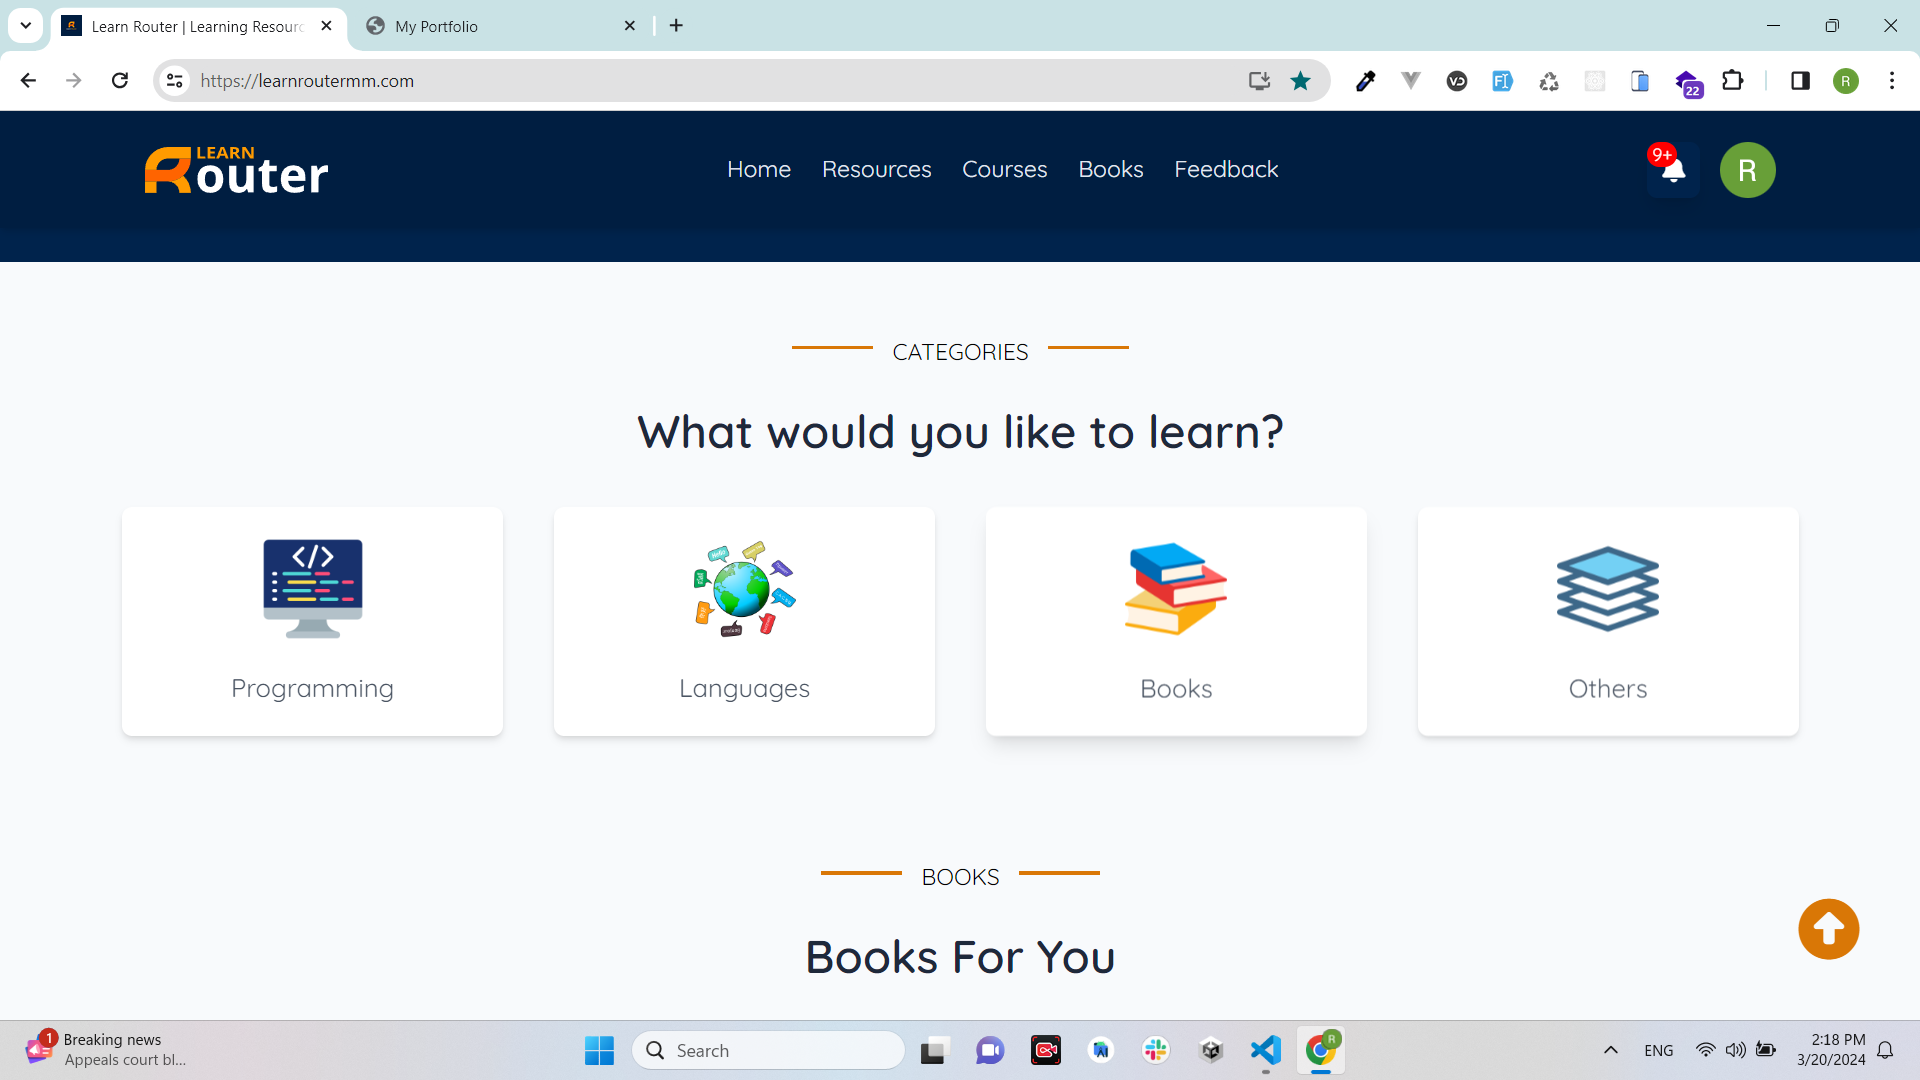 Learn Router | Learning Resourc
My Portfolio
https://learnroutermm.com
22
R
LEARN
Router
Home
Resources
Courses
Books
Feedback
9+
R
CATEGORIES
What would you like to learn?
Programming
Languages
Books
Others
BOOKS
Books For You
1
Breaking news
Appeals court bl...
Search
R
ENG
2:18 PM
3/20/2024